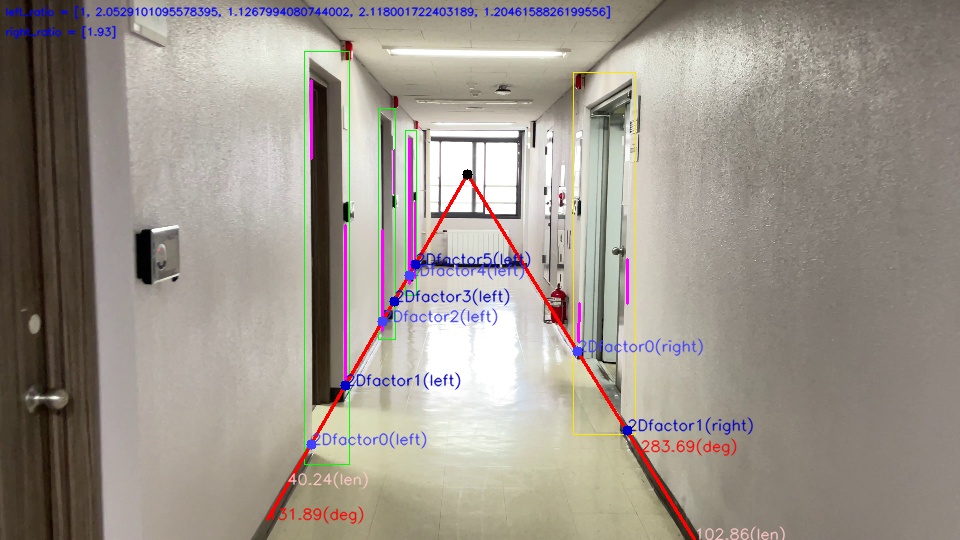 left_ratio = [1, 2.0529101095578395, 1.1267994080744002, 2.118001722403189, 1.2046158826199556]
right_ratio = [1.93]
2Dfactor5(left)
2Dfactor4(left)
2Dfactor3(left)
2Dfactor2(left)
2Dfactor0(right)
2Dfactor1(left)
2Dfactor1(right)
2Dfactor0(left)
283.69(deg)
40.24(len)
31.89(deg)
102.86(len)